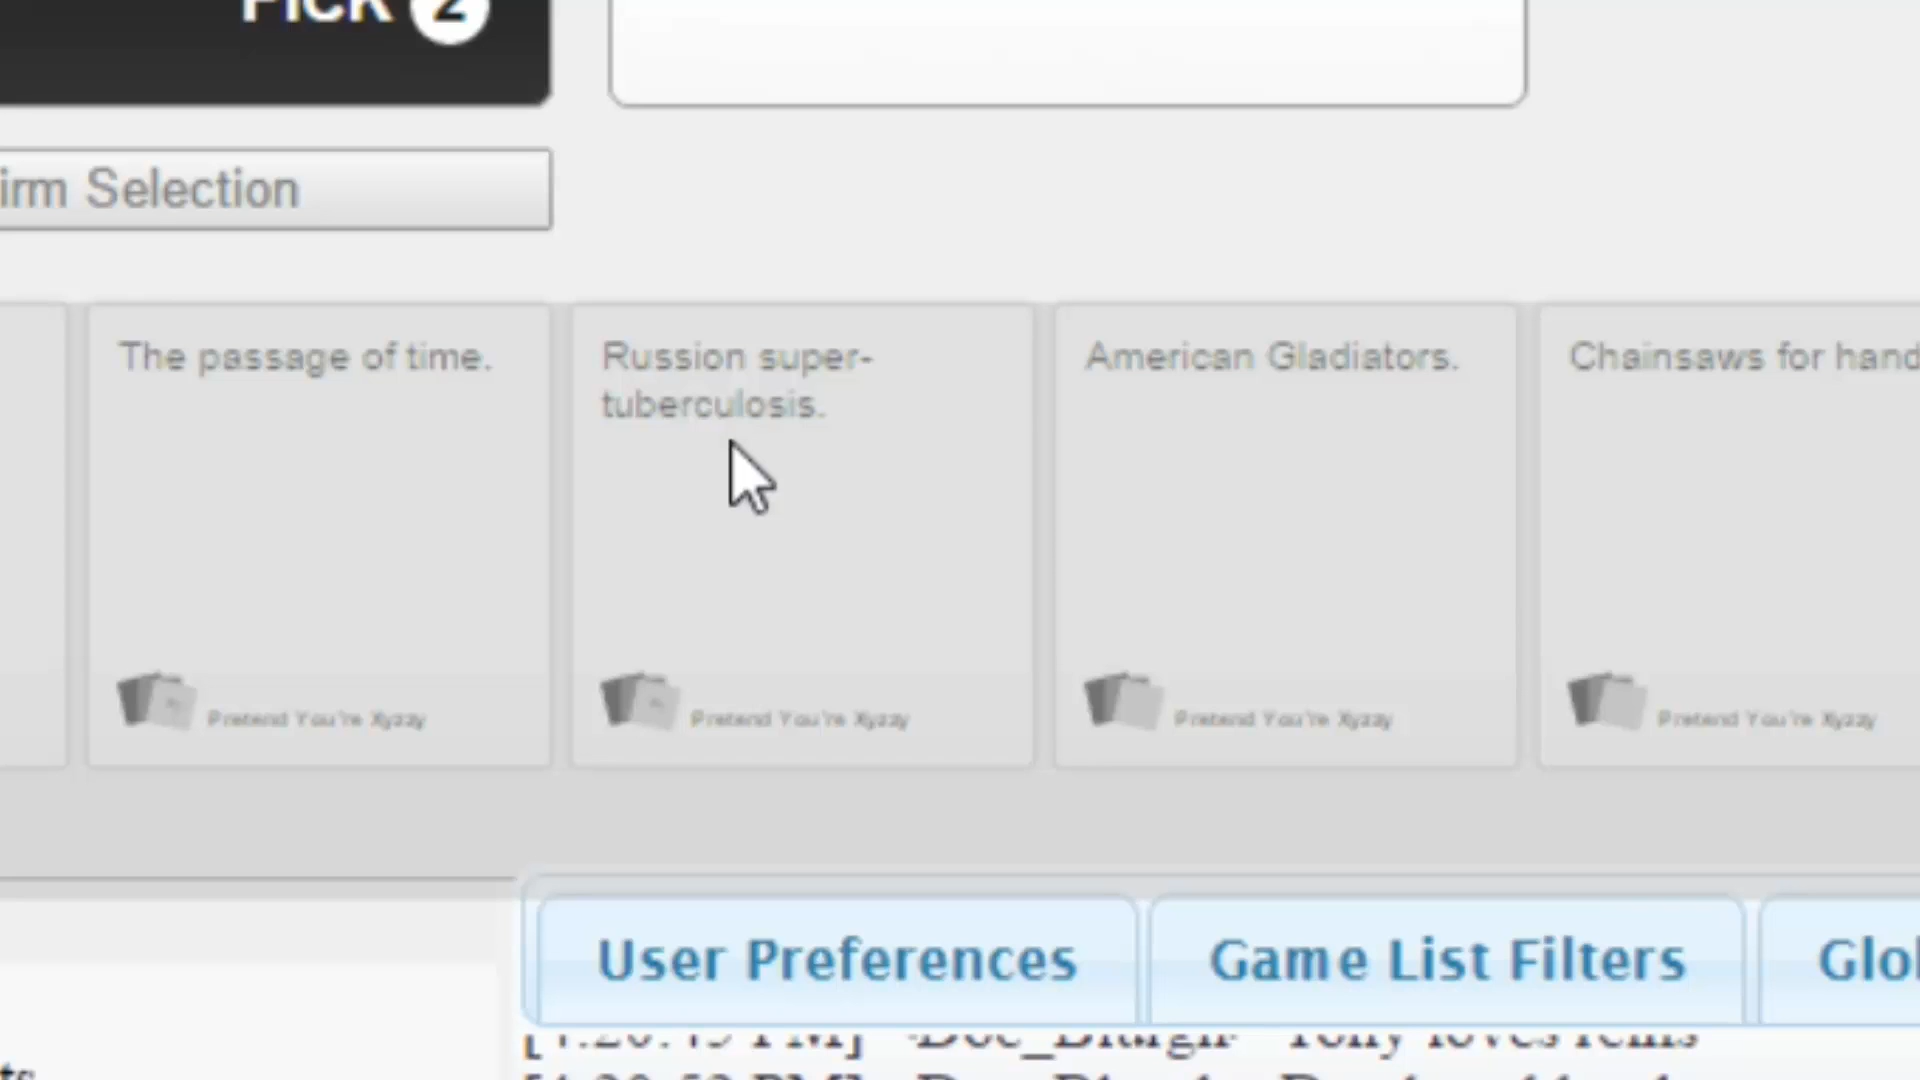 PICK 2
irm Selection
The passage of time.
Russion super-
tuberculosis.
American Gladiators.
Chainsaws for hand
Pretend You're Xyzzy
Pretend You're Xyzzy
Pretend You're Xyzzy
Pretend You're Xyzzy
User Preferences
Game List Filters
Glo
ts